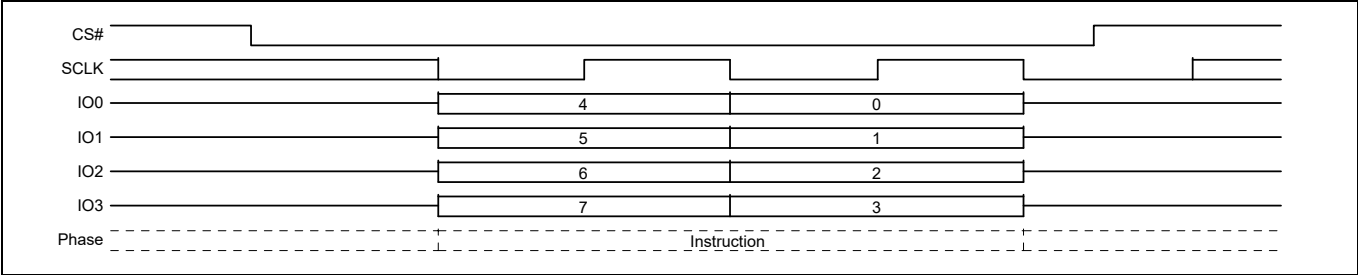 CS#
SCLK
IO0 4 0
IO1 5 1
IO2 6 2
IO3 7 3
Phase Instruction